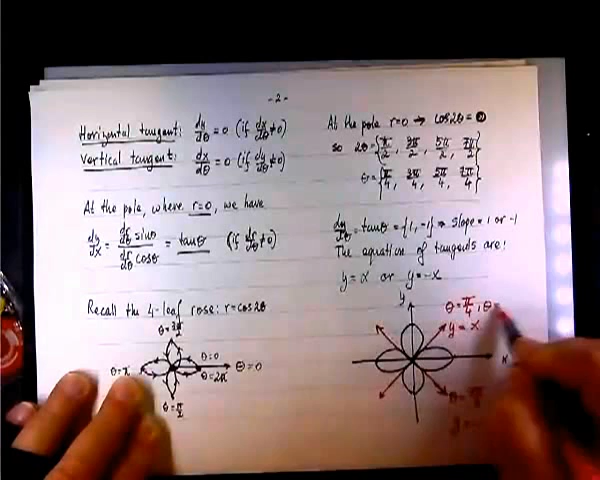 -2-
Horizontal tangent: dy/dθ = 0 (if dx/dθ ≠ 0)
Vertical tangent: dx/dθ = 0 (if dy/dθ ≠ 0)
At the pole, where r=0, we have
dy/dx = (dr/dθ sinθ)/(dr/dθ cosθ) = tanθ (if dr/dθ ≠ 0)
Recall the 4-leaf rose: r=cos2θ
θ = 3π/2
θ=π
θ=0
θ=2π
θ=0
θ=π/2
At the pole r=0 → cos2θ = 0
so 2θ = {π/2, 3π/2, 5π/2, 7π/2}
θ = {π/4, 3π/4, 5π/4, 7π/4}
dy/dθ = tanθ = {1, -1} ⇒ slope = 1 or -1
The equation of tangents are:
y=x or y=-x
y
θ = π/4, θ=
y = x
x
θ =
y =